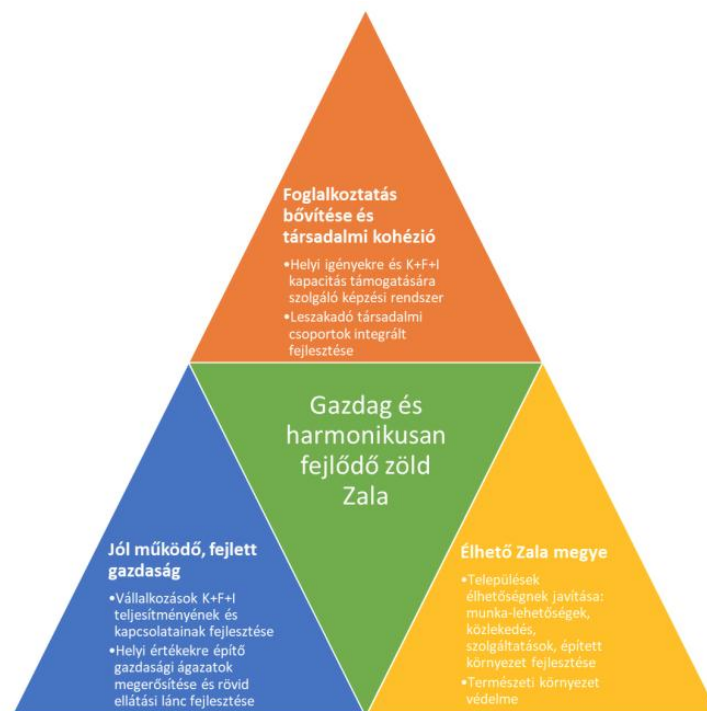 Foglalkoztatás
bővítése és
társadalmi kohézió
•Helyi igényekre és K+F+I
kapacitás támogatására
szolgáló képzési rendszer
•Leszakadó társadalmi
csoportok integrált
fejlesztése
Gazdag és
harmonikusan
fejlődő zöld
Zala
Jól működő, fejlett
gazdaság
•Vállalkozások K+F+I
teljesítményének és
kapcsolatainak fejlesztése
•Helyi értékekre építő
gazdasági ágazatok
megerősítése és rövid
ellátási lánc fejlesztése
Élhető Zala megye
•Települések
élhetőségnek javítása:
munka-lehetőségek,
közlekedés,
szolgáltatások, épített
környezet fejlesztése
•Természeti környezet
védelme